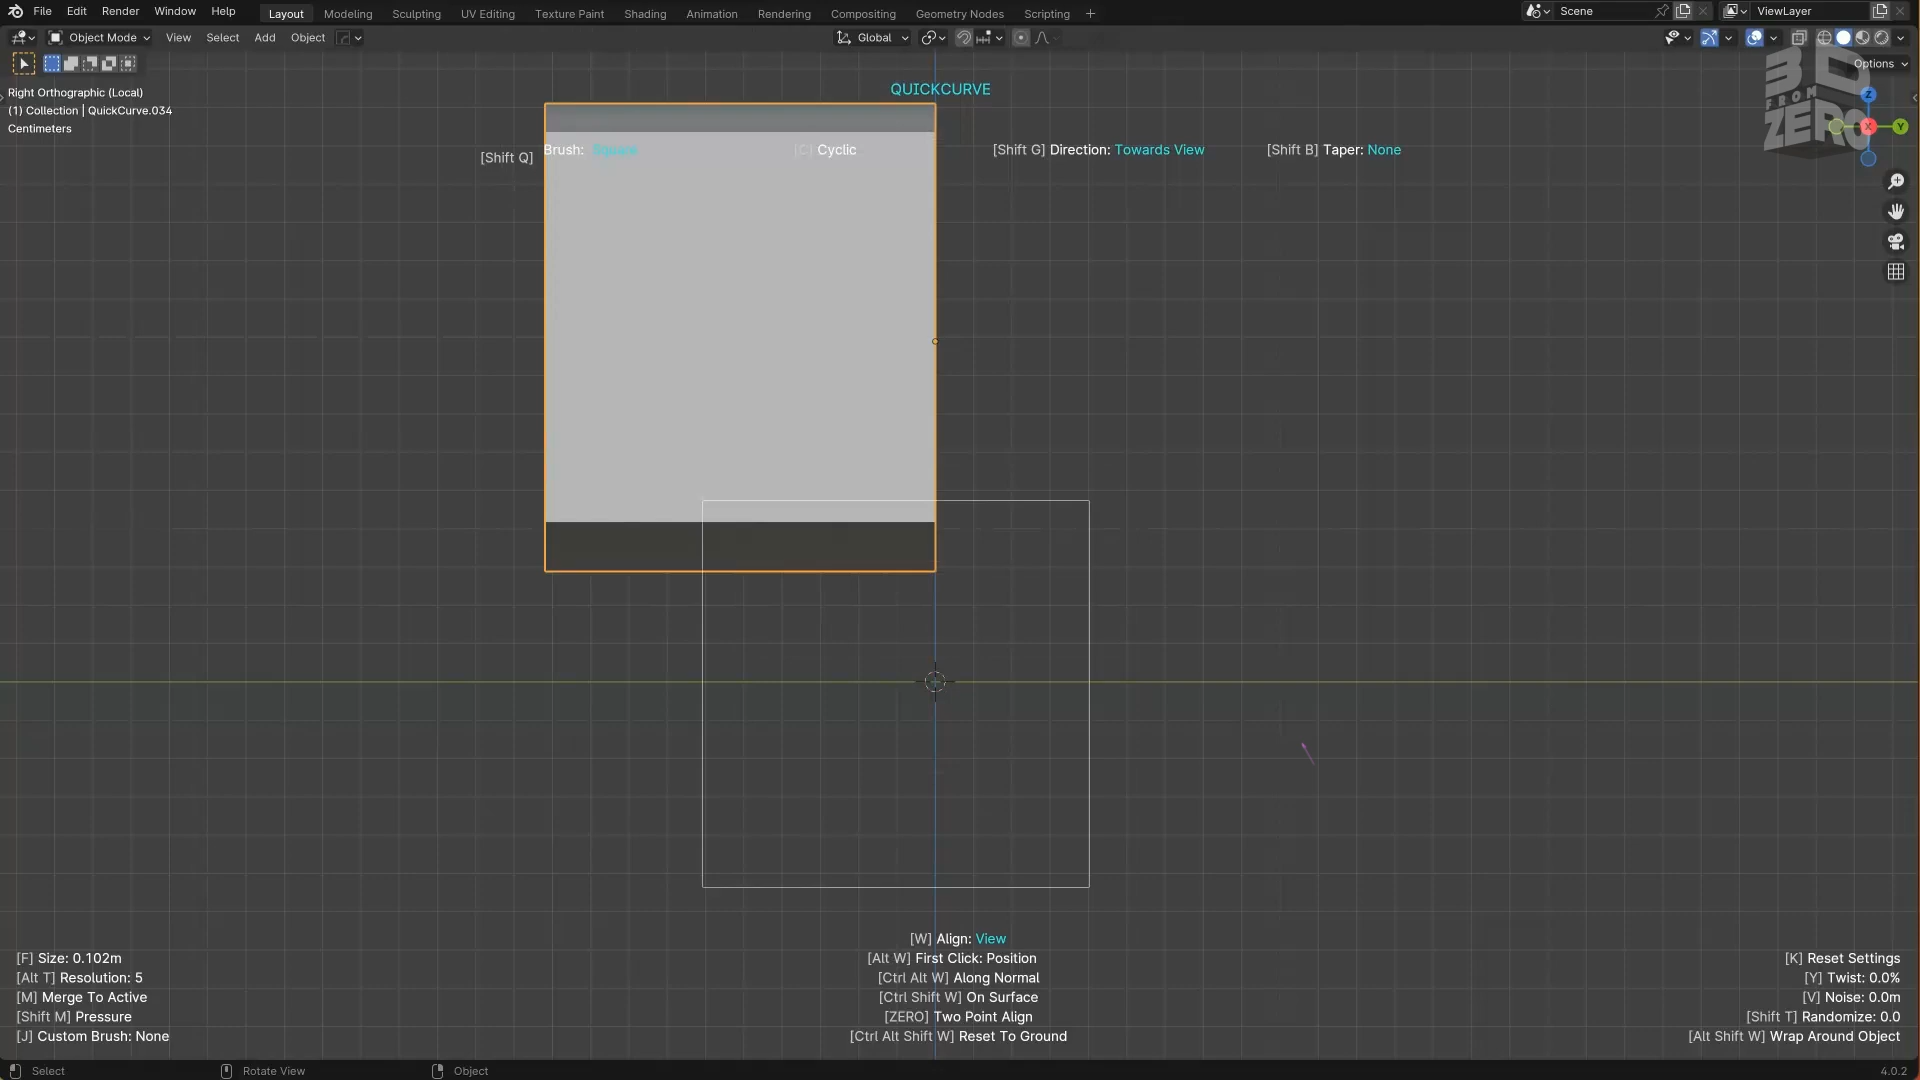 File Edit Render Window Help Layout Modeling Sculpting UV Editing Texture Paint Shading Animation Rendering Compositing Geometry Nodes Scripting + Scene ViewLayer
Object Mode View Select Add Object Global
Options
Right Orthographic (Local)
(1) Collection | QuickCurve.034
Centimeters
3D
FROM
ZERO
Z
X
Y
QUICKCURVE
[Shift Q] Brush: Square [C] Cyclic [Shift G] Direction: Towards View [Shift B] Taper: None
[W] Align: View
[Alt W] First Click: Position
[Ctrl Alt W] Along Normal
[Ctrl Shift W] On Surface
[ZERO] Two Point Align
[Ctrl Alt Shift W] Reset To Ground
[F] Size: 0.102m
[Alt T] Resolution: 5
[M] Merge To Active
[Shift M] Pressure
[J] Custom Brush: None
[K] Reset Settings
[Y] Twist: 0.0%
[V] Noise: 0.0m
[Shift T] Randomize: 0.0
[Alt Shift W] Wrap Around Object
Select Rotate View Object 4.0.2